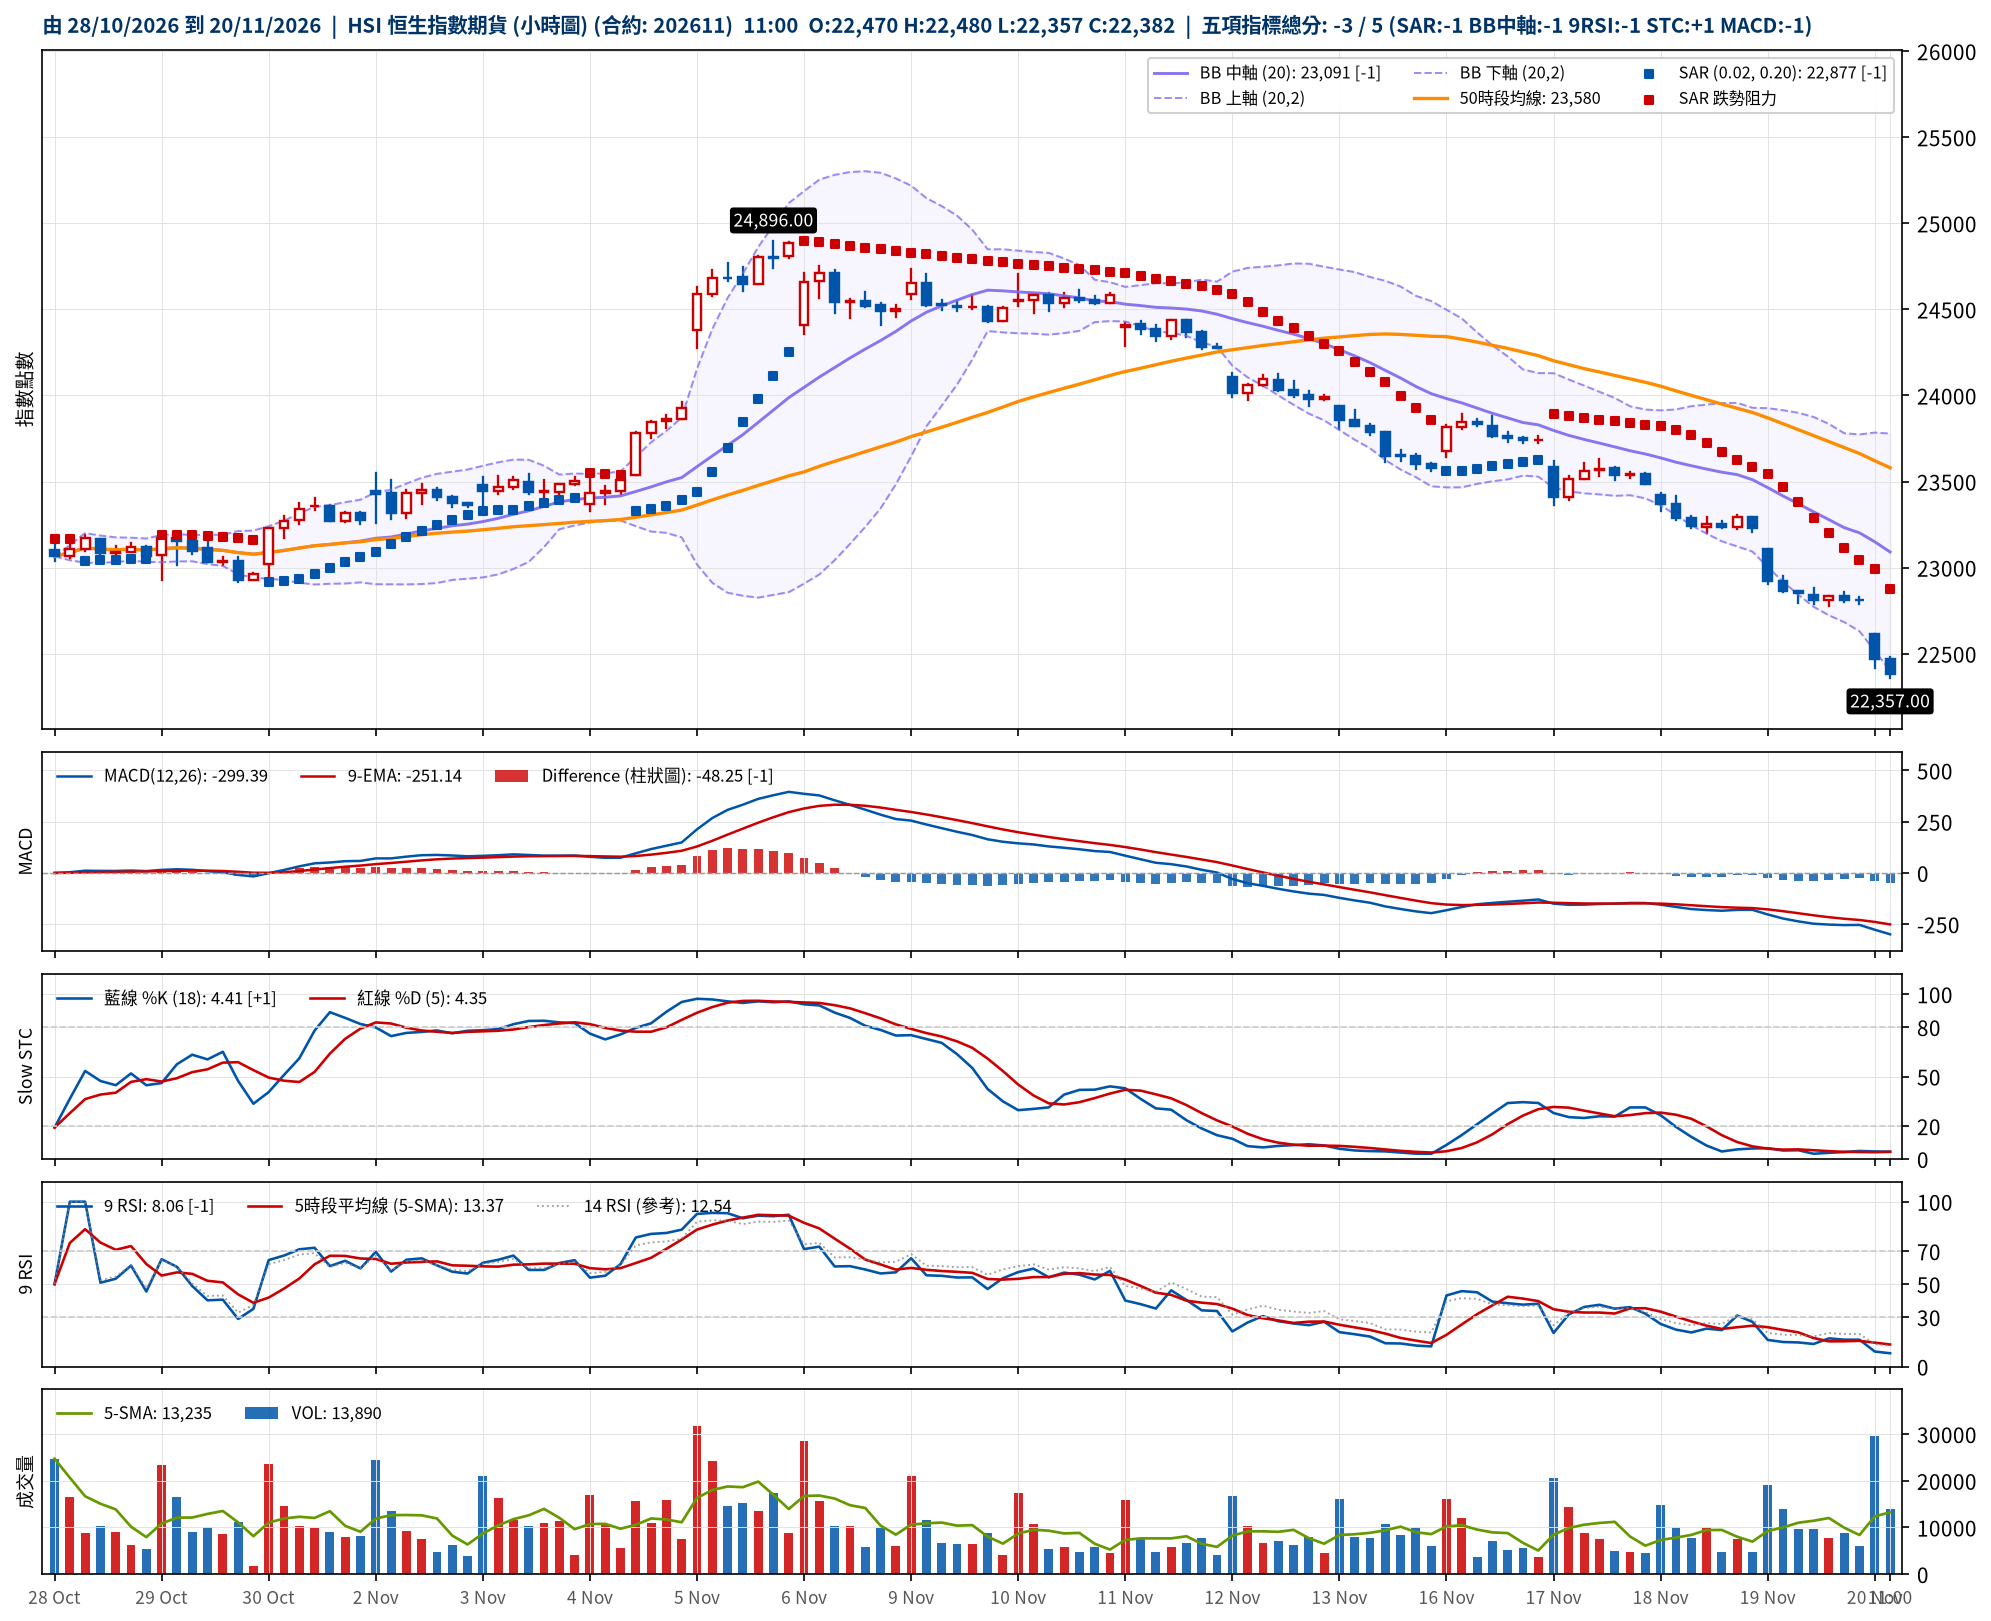 由 28/10/2026 到 20/11/2026 | HSI 恒生指數期貨 (小時圖) (合約: 202611) 11:00 O:22,470 H:22,480 L:22,357 C:22,382 | 五項指標總分: -3 / 5 (SAR:-1 BB中軸:-1 9RSI:-1 STC:+1 MACD:-1)
BB 中軸 (20): 23,091 [-1]
BB 上軸 (20,2)
BB 下軸 (20,2)
50時段均線: 23,580
SAR (0.02, 0.20): 22,877 [-1]
SAR 跌勢阻力
指數點數
26000
25500
25000
24500
24000
23500
23000
22500
24,896.00
22,357.00
MACD(12,26): -299.39
9-EMA: -251.14
Difference (柱狀圖): -48.25 [-1]
MACD
500
250
0
-250
藍線 %K (18): 4.41 [+1]
紅線 %D (5): 4.35
Slow STC
100
80
50
20
0
9 RSI: 8.06 [-1]
5時段平均線 (5-SMA): 13.37
14 RSI (參考): 12.54
9 RSI
100
70
50
30
0
5-SMA: 13,235
VOL: 13,890
成交量
30000
20000
10000
0
28 Oct
29 Oct
30 Oct
2 Nov
3 Nov
4 Nov
5 Nov
6 Nov
9 Nov
10 Nov
11 Nov
12 Nov
13 Nov
16 Nov
17 Nov
18 Nov
19 Nov
20 Nov
11:00